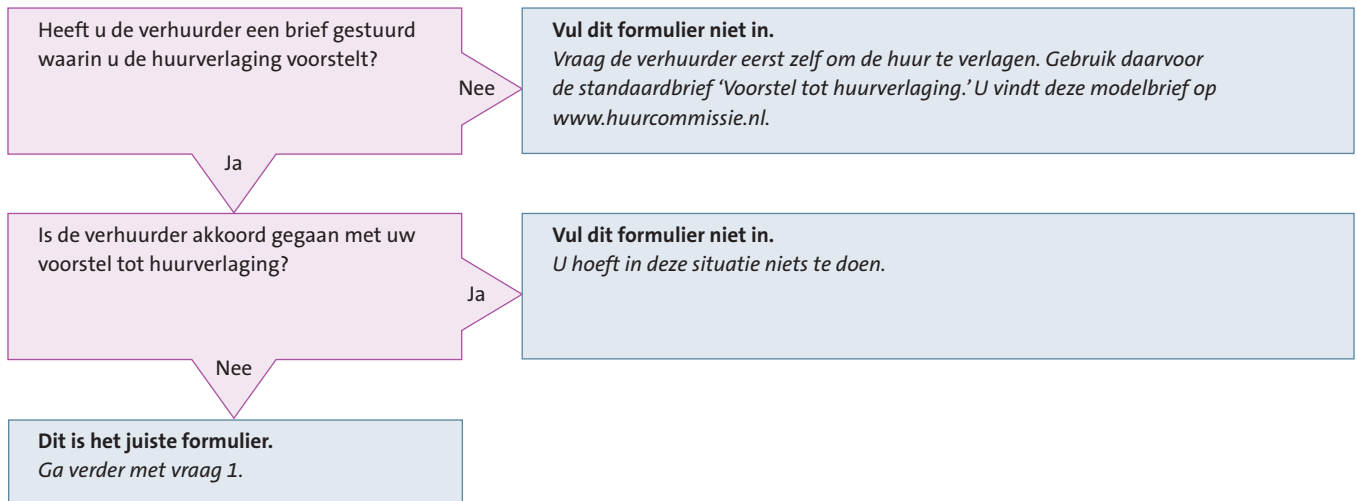 Heeft u de verhuurder een brief gestuurd
waarin u de huurverlaging voorstelt?
Nee
Vul dit formulier niet in.
Vraag de verhuurder eerst zelf om de huur te verlagen. Gebruik daarvoor
de standaardbrief ‘Voorstel tot huurverlaging.’ U vindt deze modelbrief op
www.huurcommissie.nl.
Ja
Is de verhuurder akkoord gegaan met uw
voorstel tot huurverlaging?
Ja
Vul dit formulier niet in.
U hoeft in deze situatie niets te doen.
Nee
Dit is het juiste formulier.
Ga verder met vraag 1.